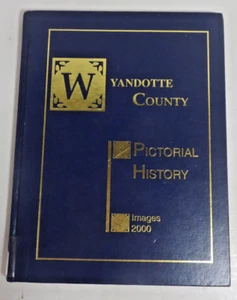 WYANDOTTE
COUNTY
PICTORIAL
HISTORY
Images
2000